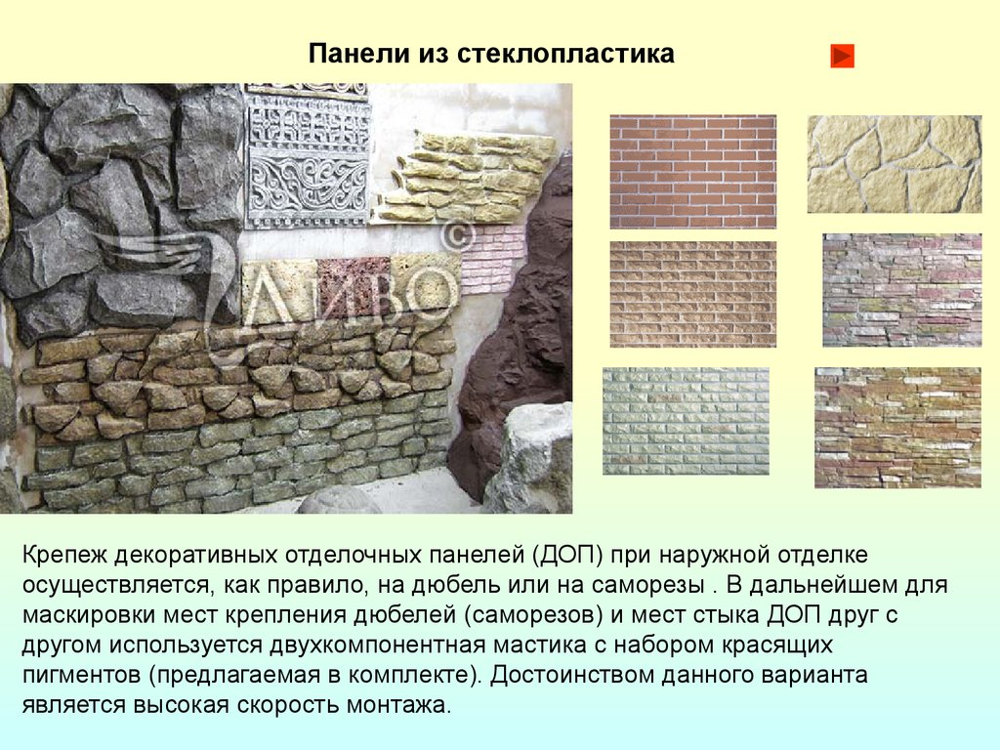 Панели из стеклопластика
©
Ливо
Крепеж декоративных отделочных панелей (ДОП) при наружной отделке
осуществляется, как правило, на дюбель или на саморезы . В дальнейшем для
маскировки мест крепления дюбелей (саморезов) и мест стыка ДОП друг с
другом используется двухкомпонентная мастика с набором красящих
пигментов (предлагаемая в комплекте). Достоинством данного варианта
является высокая скорость монтажа.